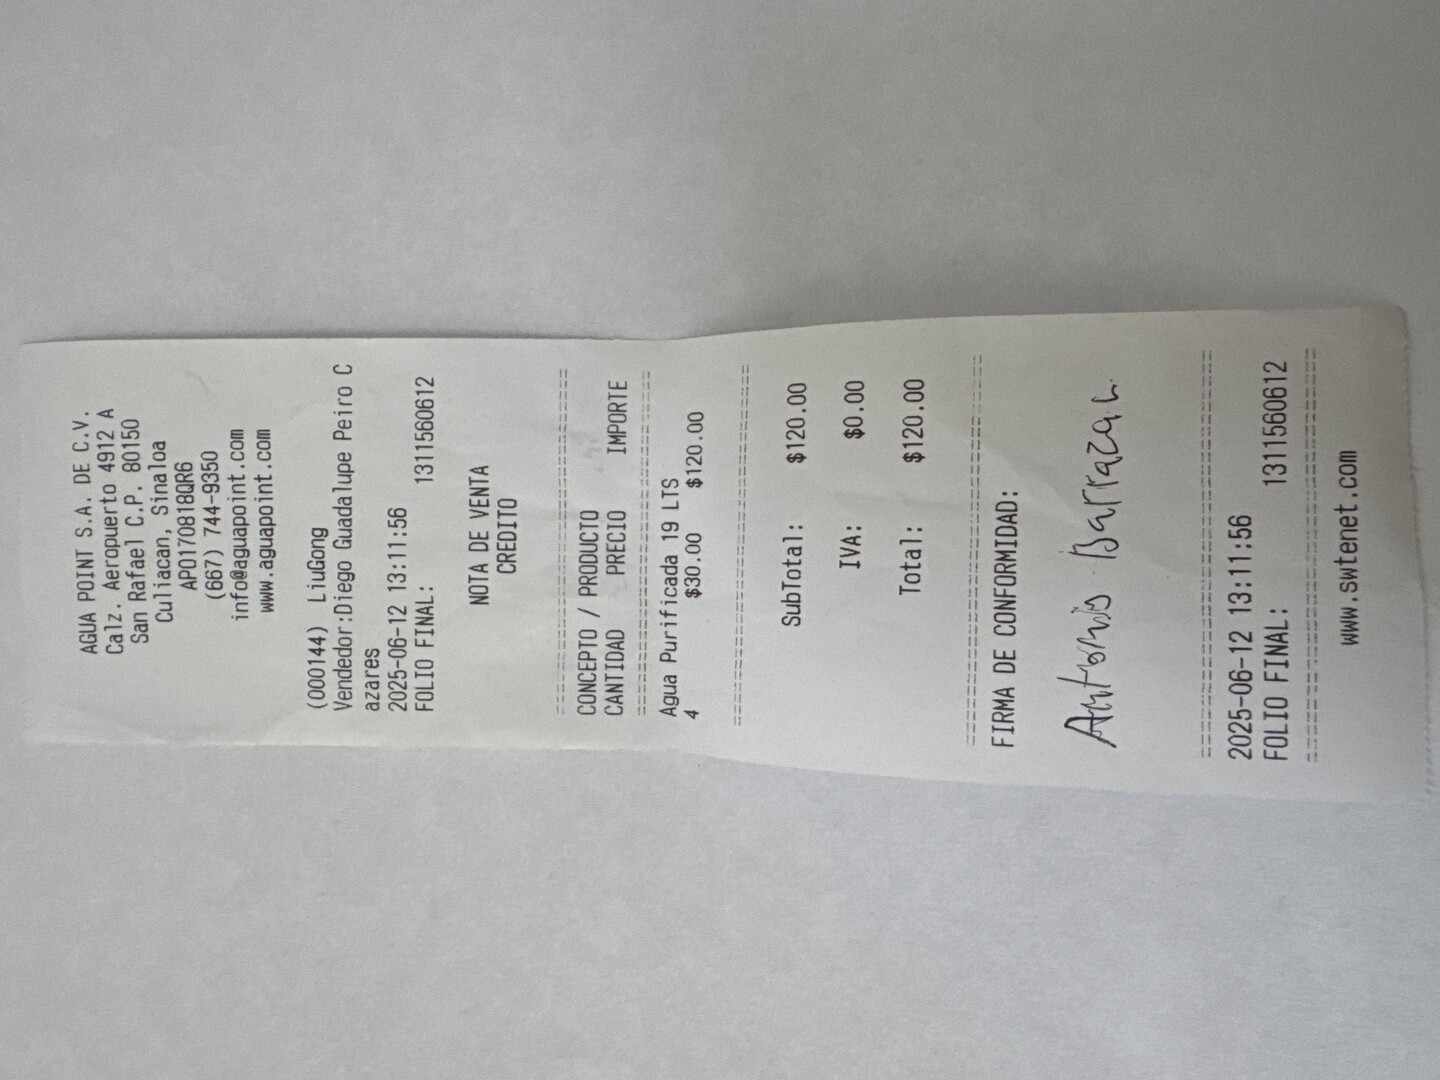 AGUA POINT S.A. DE C.V.
Calz. Aeropuerto 4912 A
San Rafael C.P. 80150
Culiacan, Sinaloa
APO170818QR6
(667) 744-9350
info@aguapoint.com
www.aguapoint.com
(000144) LiuGong
Vendedor:Diego Guadalupe Peiro C
azares
2025-06-12 13:11:56
FOLIO FINAL: 1311560612
NOTA DE VENTA
CREDITO
==================================
CONCEPTO / PRODUCTO
CANTIDAD PRECIO IMPORTE
==================================
Agua Purificada 19 LTS
4 $30.00 $120.00
==================================
SubTotal: $120.00
IVA: $0.00
Total: $120.00
==================================
FIRMA DE CONFORMIDAD:
Antonio Barraza L.
==================================
2025-06-12 13:11:56
FOLIO FINAL: 1311560612
==================================
www.swtenet.com